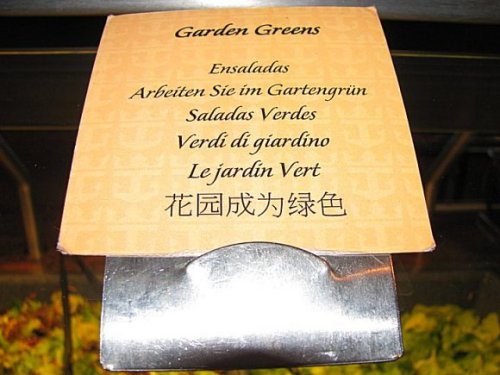 Garden Greens
Ensaladas
Arbeiten Sie im Gartengrün
Saladas Verdes
Verdi di giardino
Le jardin Vert
花园成为绿色